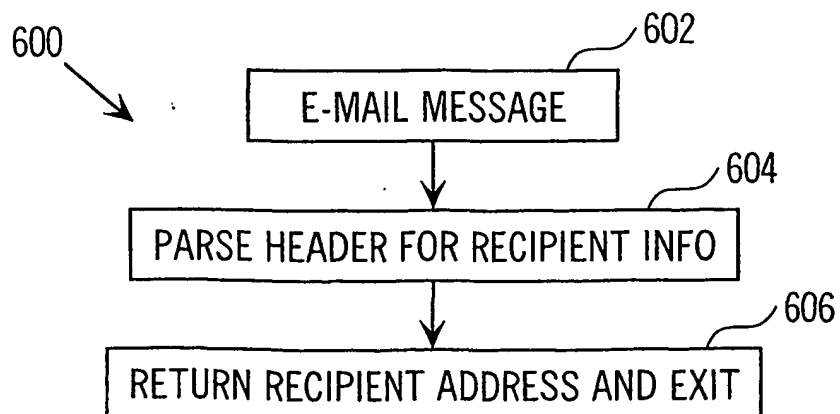 600
602
E-MAIL MESSAGE
604
PARSE HEADER FOR RECIPIENT INFO
606
RETURN RECIPIENT ADDRESS AND EXIT